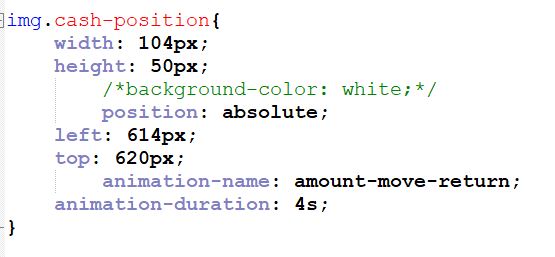 img.cash-position{
width: 104px;
height: 50px;
/*background-color: white;*/
position: absolute;
left: 614px;
top: 620px;
animation-name: amount-move-return;
animation-duration: 4s;
}